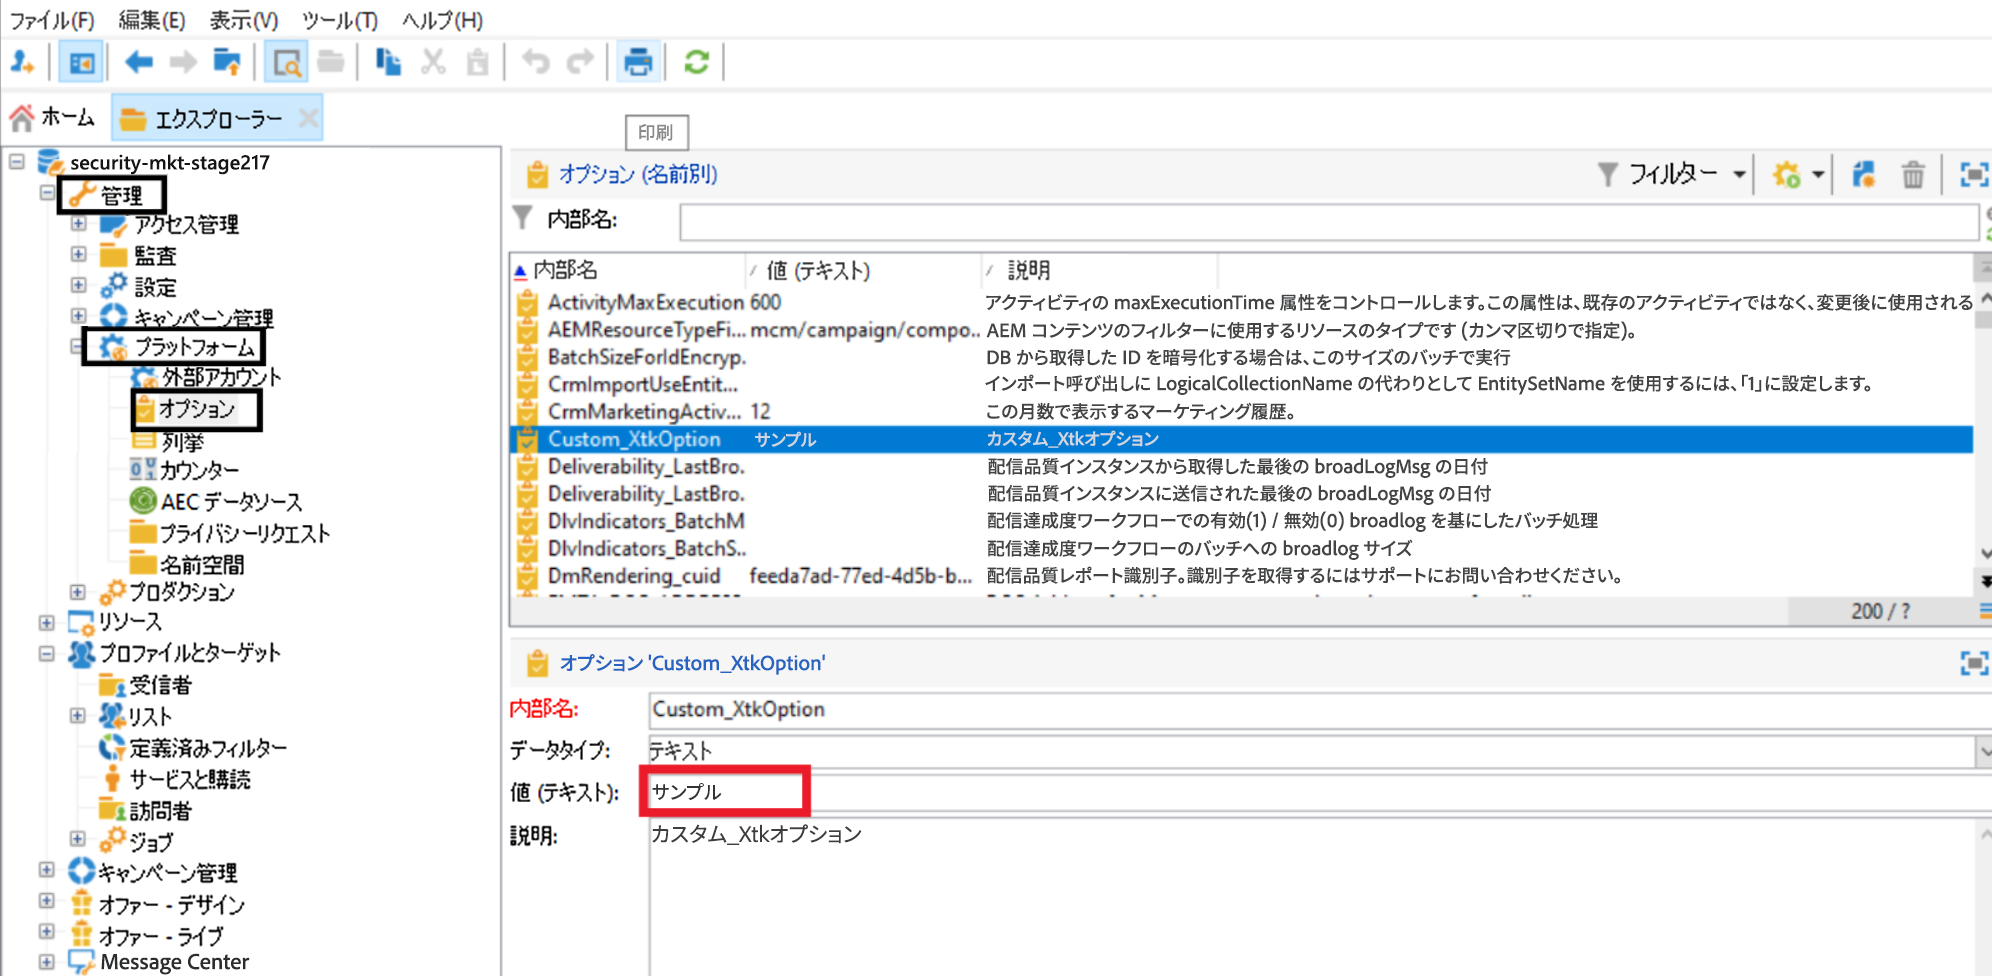 ファイル(F) 編集(E) 表示(V) ツール(T) ヘルプ(H)
ホーム エクスプローラー
印刷
security-mkt-stage217
管理
アクセス管理
監査
設定
キャンペーン管理
プラットフォーム
外部アカウント
オプション
列挙
カウンター
AEC データソース
プライバシーリクエスト
名前空間
プロダクション
リソース
プロファイルとターゲット
受信者
リスト
定義済みフィルター
サービスと購読
訪問者
ジョブ
キャンペーン管理
オファー - デザイン
オファー - ライブ
Message Center
オプション (名前別) フィルター
内部名:
内部名 値 (テキスト) 説明
ActivityMaxExecution 600 アクティビティの maxExecutionTime 属性をコントロールします。この属性は、既存のアクティビティではなく、変更後に使用される
AEMResourceTypeFi... mcm/campaign/compo.. AEM コンテンツのフィルターに使用するリソースのタイプです (カンマ区切りで指定)。
BatchSizeForIdEncryp. DB から取得した ID を暗号化する場合は、このサイズのバッチで実行
CrmImportUseEntit... インポート呼び出しに LogicalCollectionName の代わりとして EntitySetName を使用するには、「1」に設定します。
CrmMarketingActiv... 12 この月数で表示するマーケティング履歴。
Custom_XtkOption サンプル カスタム_Xtkオプション
Deliverability_LastBro. 配信品質インスタンスから取得した最後の broadLogMsg の日付
Deliverability_LastBro. 配信品質インスタンスに送信された最後の broadLogMsg の日付
DlvIndicators_BatchM 配信達成度ワークフローでの有効(1) / 無効(0) broadlog を基にしたバッチ処理
DlvIndicators_BatchS.. 配信達成度ワークフローのバッチへの broadlog サイズ
DmRendering_cuid feeda7ad-77ed-4d5b-b... 配信品質レポート識別子。識別子を取得するにはサポートにお問い合わせください。
200 / ?
オプション 'Custom_XtkOption'
内部名: Custom_XtkOption
データタイプ: テキスト
値 (テキスト): サンプル
説明: カスタム_Xtkオプション